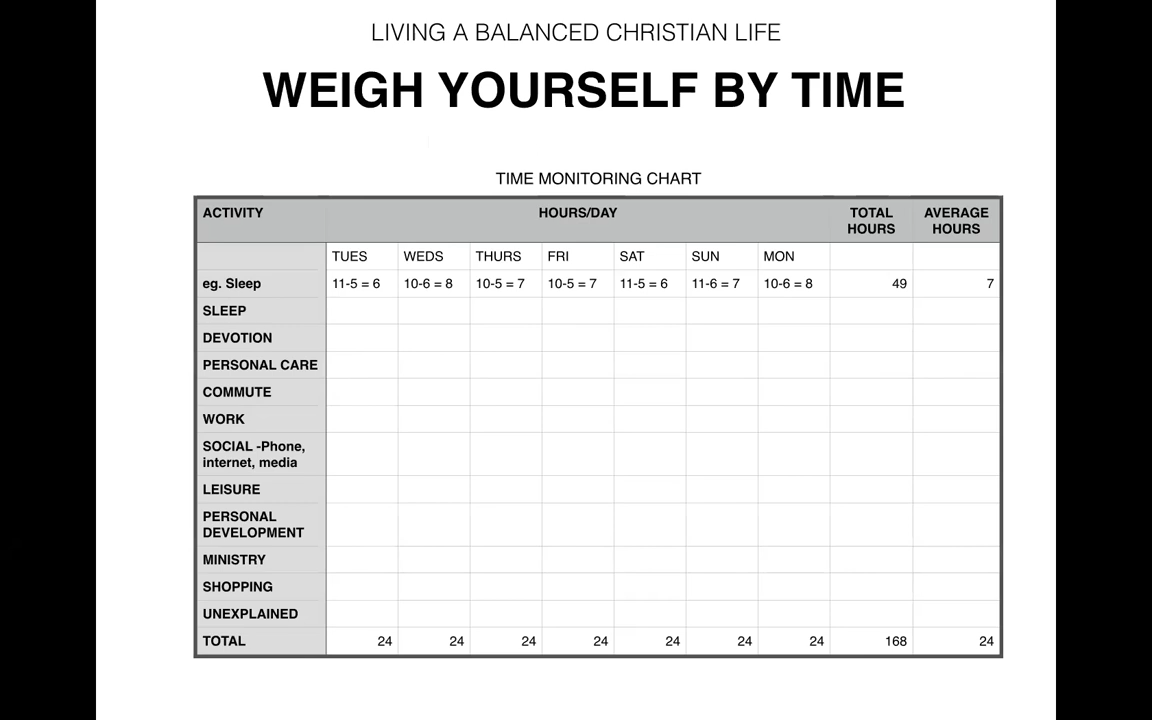 LIVING A BALANCED CHRISTIAN LIFE
WEIGH YOURSELF BY TIME
TIME MONITORING CHART
ACTIVITY HOURS/DAY TOTAL HOURS AVERAGE HOURS
TUES WEDS THURS FRI SAT SUN MON
eg. Sleep 11-5 = 6 10-6 = 8 10-5 = 7 10-5 = 7 11-5 = 6 11-6 = 7 10-6 = 8 49 7
SLEEP
DEVOTION
PERSONAL CARE
COMMUTE
WORK
SOCIAL -Phone,
internet, media
LEISURE
PERSONAL
DEVELOPMENT
MINISTRY
SHOPPING
UNEXPLAINED
TOTAL 24 24 24 24 24 24 24 168 24